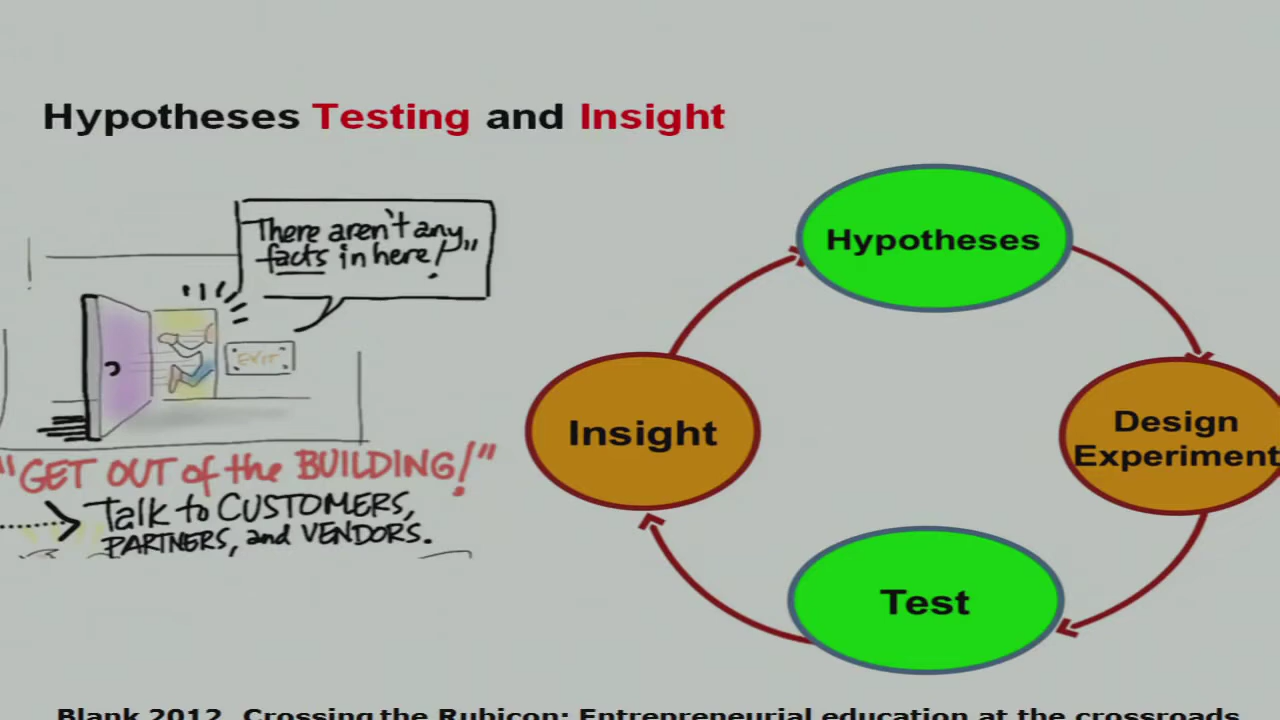 Hypotheses Testing and Insight
There aren't any
facts in here!"
EXIT
"GET OUT of the BUILDING!"
Talk to CUSTOMERS,
PARTNERS, and VENDORS.
Hypotheses
Design
Experiment
Test
Insight
Blank 2012, Crossing the Rubicon: Entrepreneurial education at the crossroads